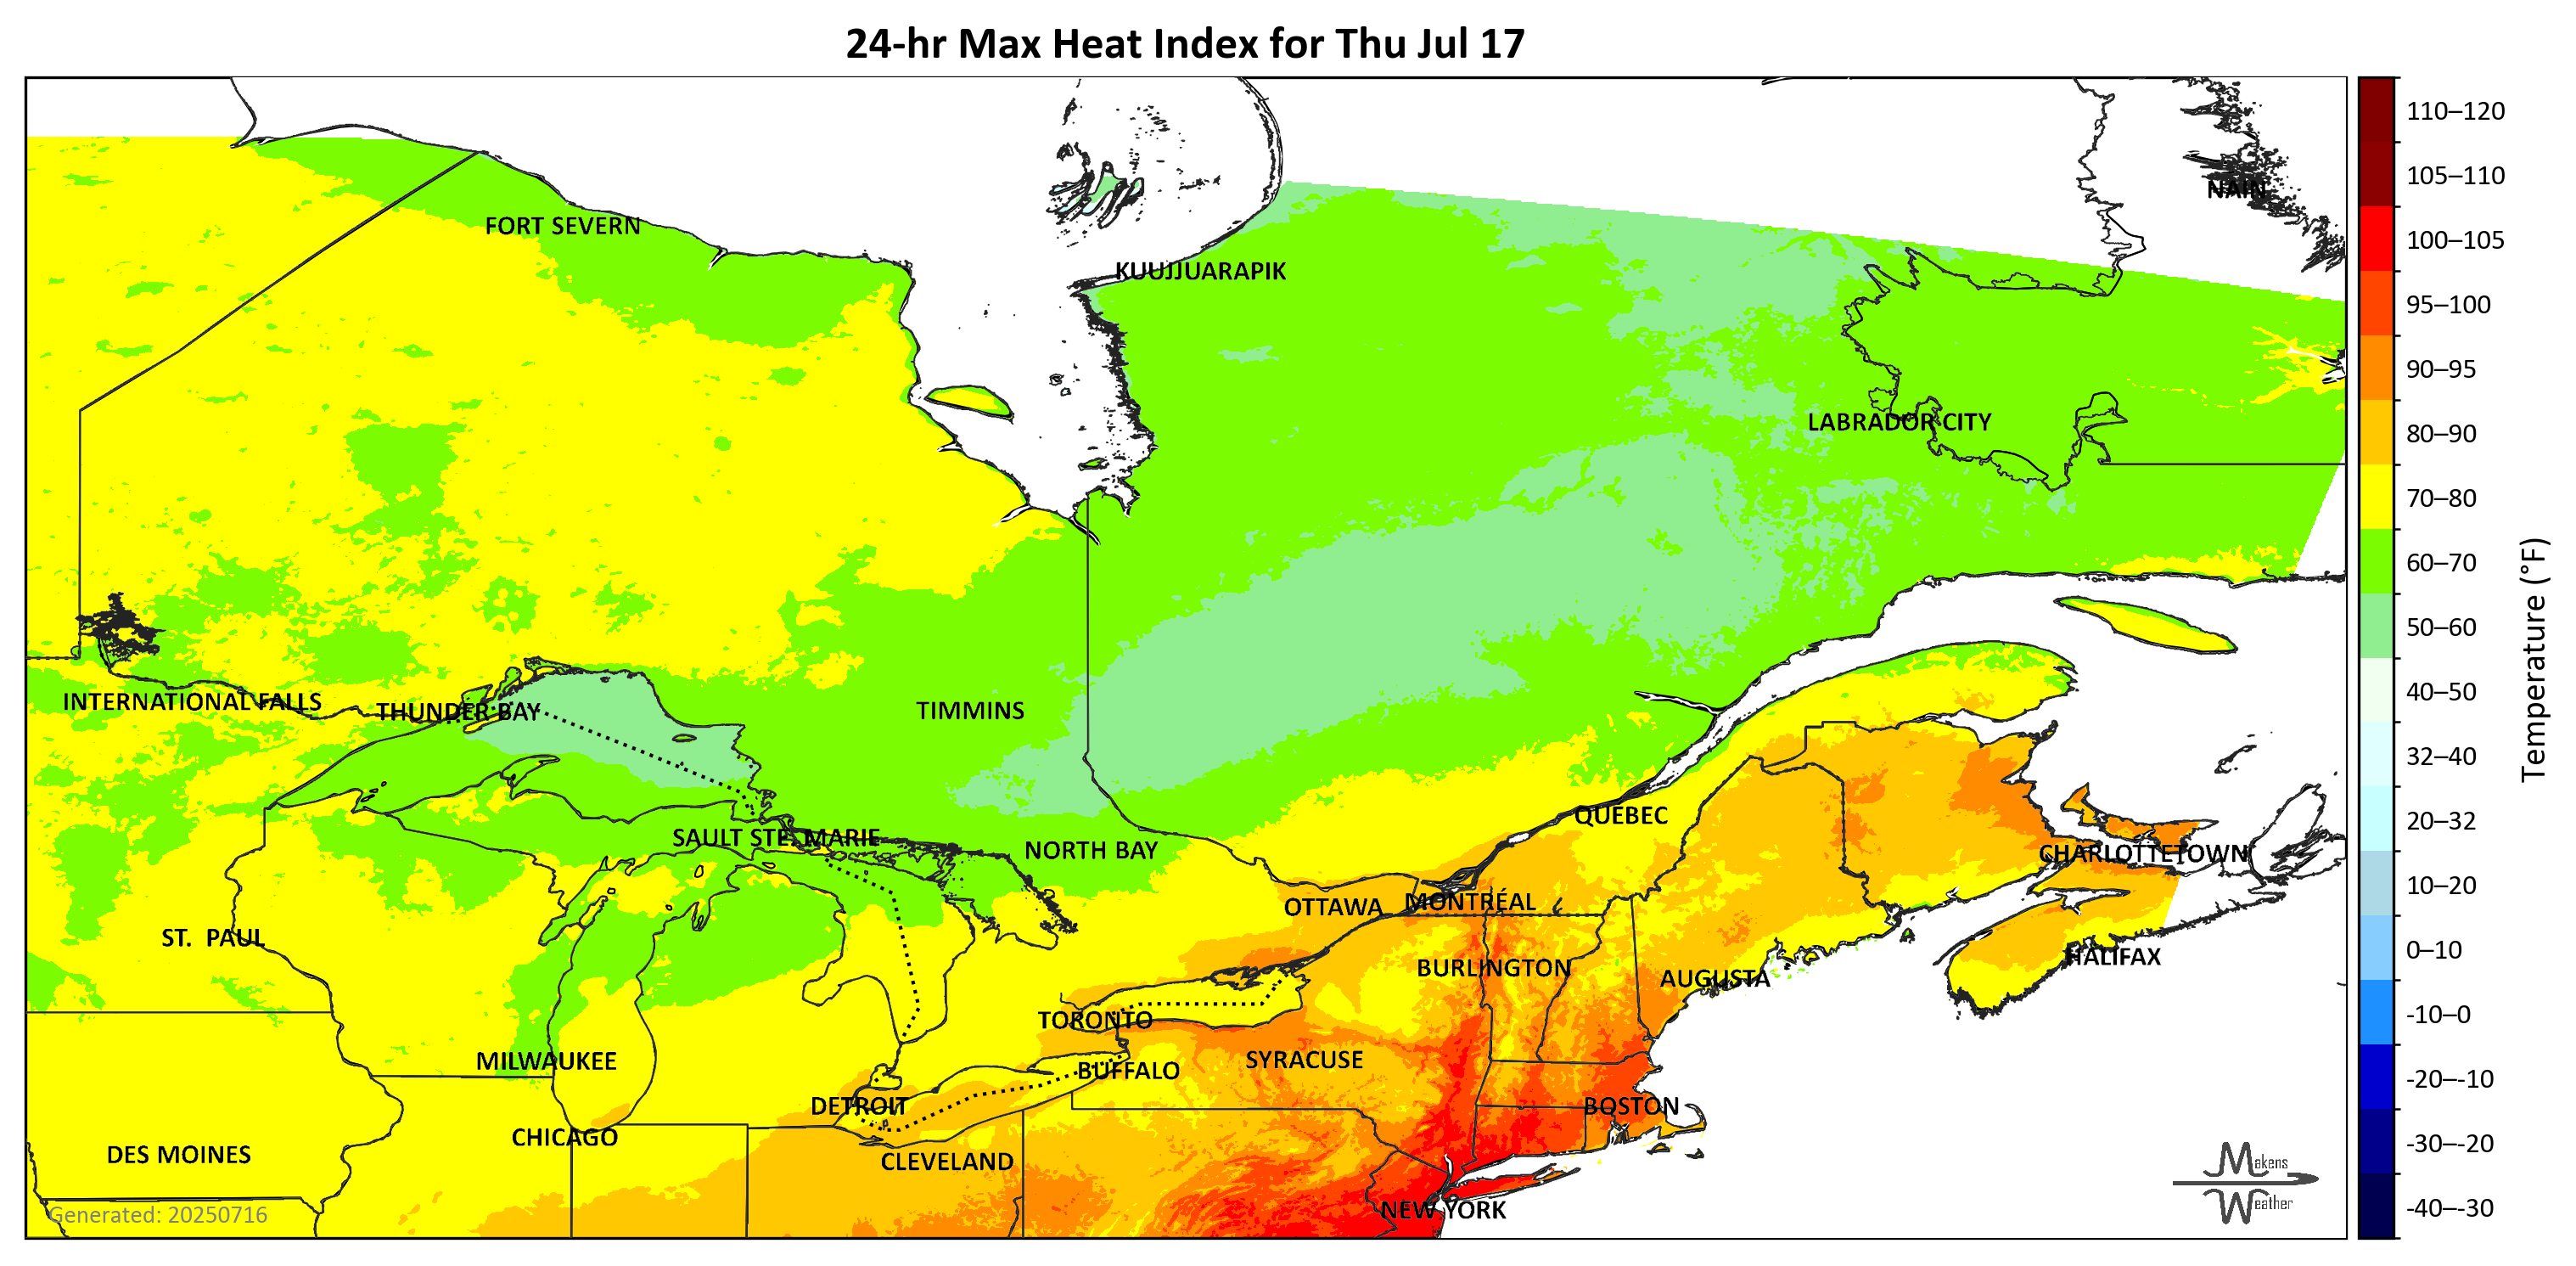 24-hr Max Heat Index for Thu Jul 17
110–120
105–110
100–105
95–100
90–95
80–90
70–80
60–70
50–60
40–50
32–40
20–32
10–20
0–10
-10–0
-20–-10
-30–-20
-40–-30
Temperature (°F)
NAIN
FORT SEVERN
KUUJJUARAPIK
LABRADOR CITY
INTERNATIONAL FALLS
THUNDER BAY
TIMMINS
QUÉBEC
SAULT STE. MARIE
NORTH BAY
CHARLOTTETOWN
OTTAWA
MONTRÉAL
ST. PAUL
HALIFAX
BURLINGTON
AUGUSTA
TORONTO
MILWAUKEE
SYRACUSE
BUFFALO
DETROIT
BOSTON
CHICAGO
DES MOINES
CLEVELAND
NEW YORK
Generated: 20250716
Makens
Weather